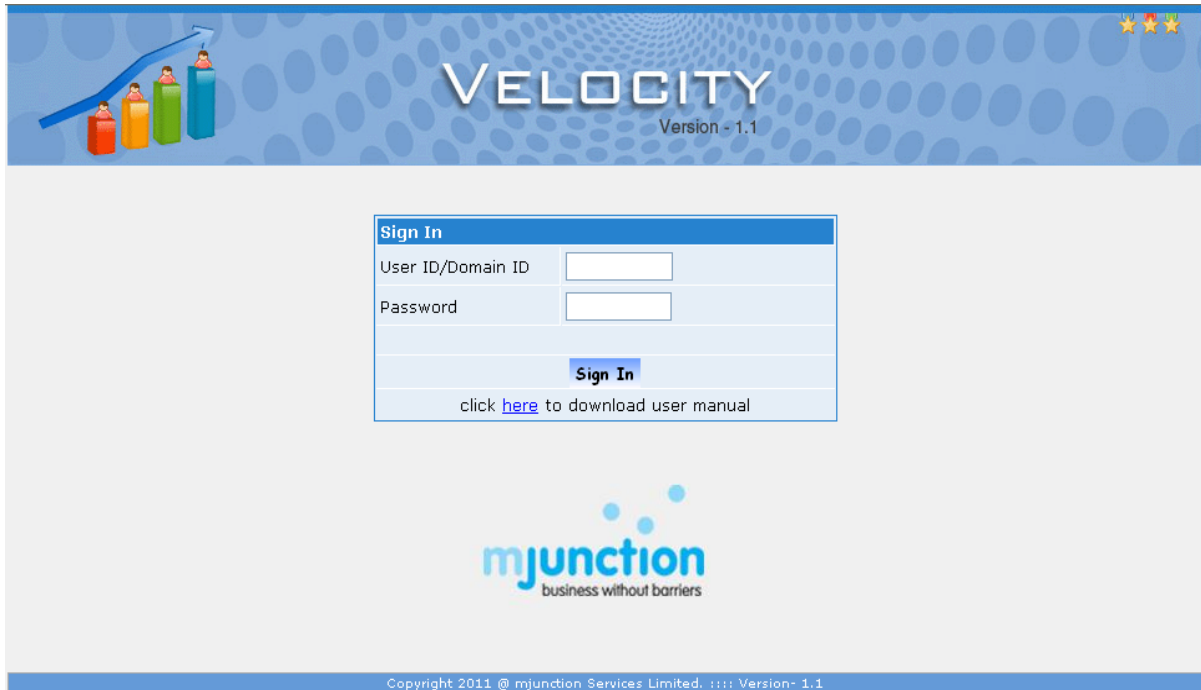 VELOCITY
Version - 1.1
Sign In
User ID/Domain ID
Password
Sign In
click here to download user manual
mjunction
business without barriers
Copyright 2011 @ mjunction Services Limited. :::: Version- 1.1